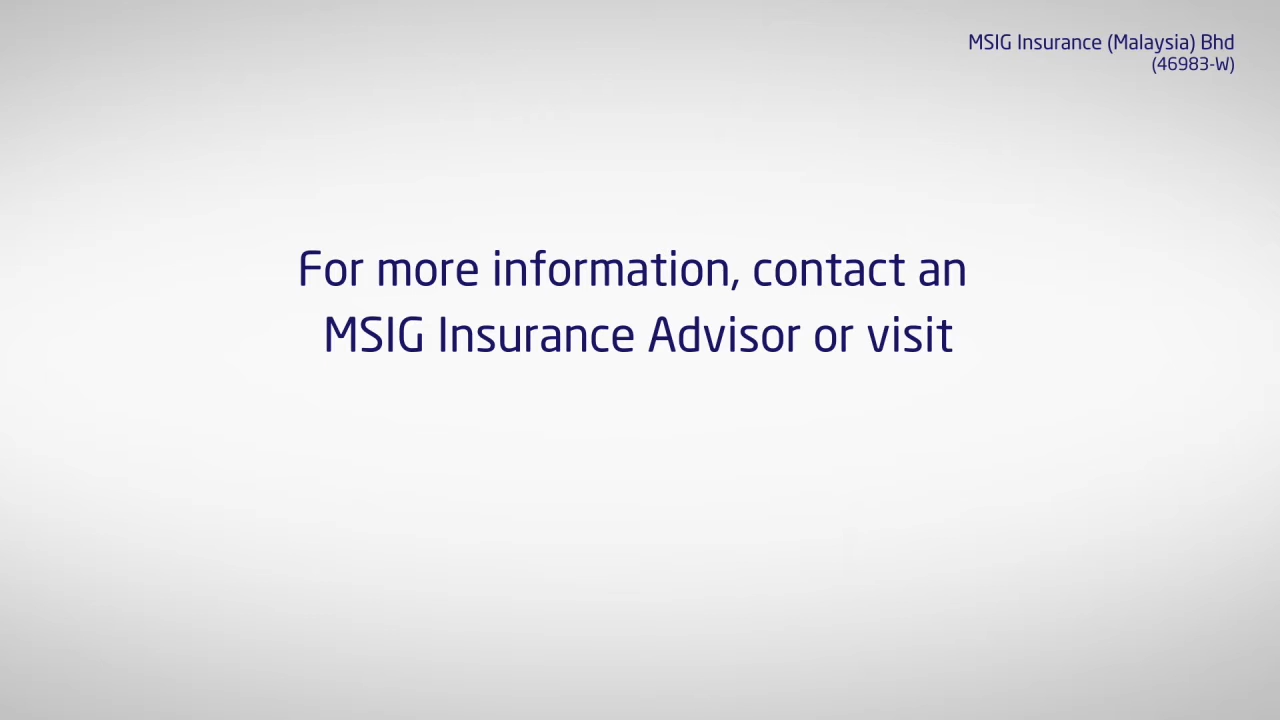 MSIG Insurance (Malaysia) Bhd
(46983-W)
For more information, contact an
MSIG Insurance Advisor or visit